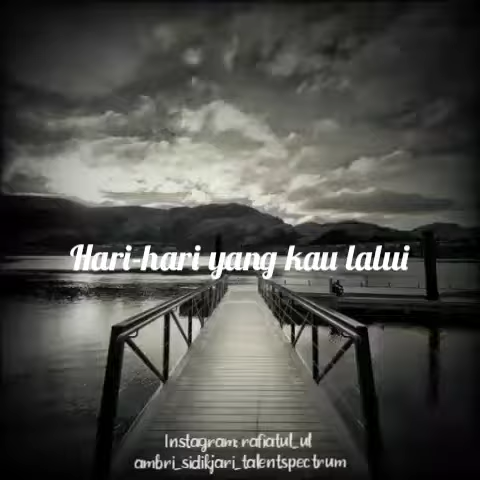 Hari-hari yang kau lalui
Instagram: rafiatul_ul
ambri_sidikjari_talentspectrum